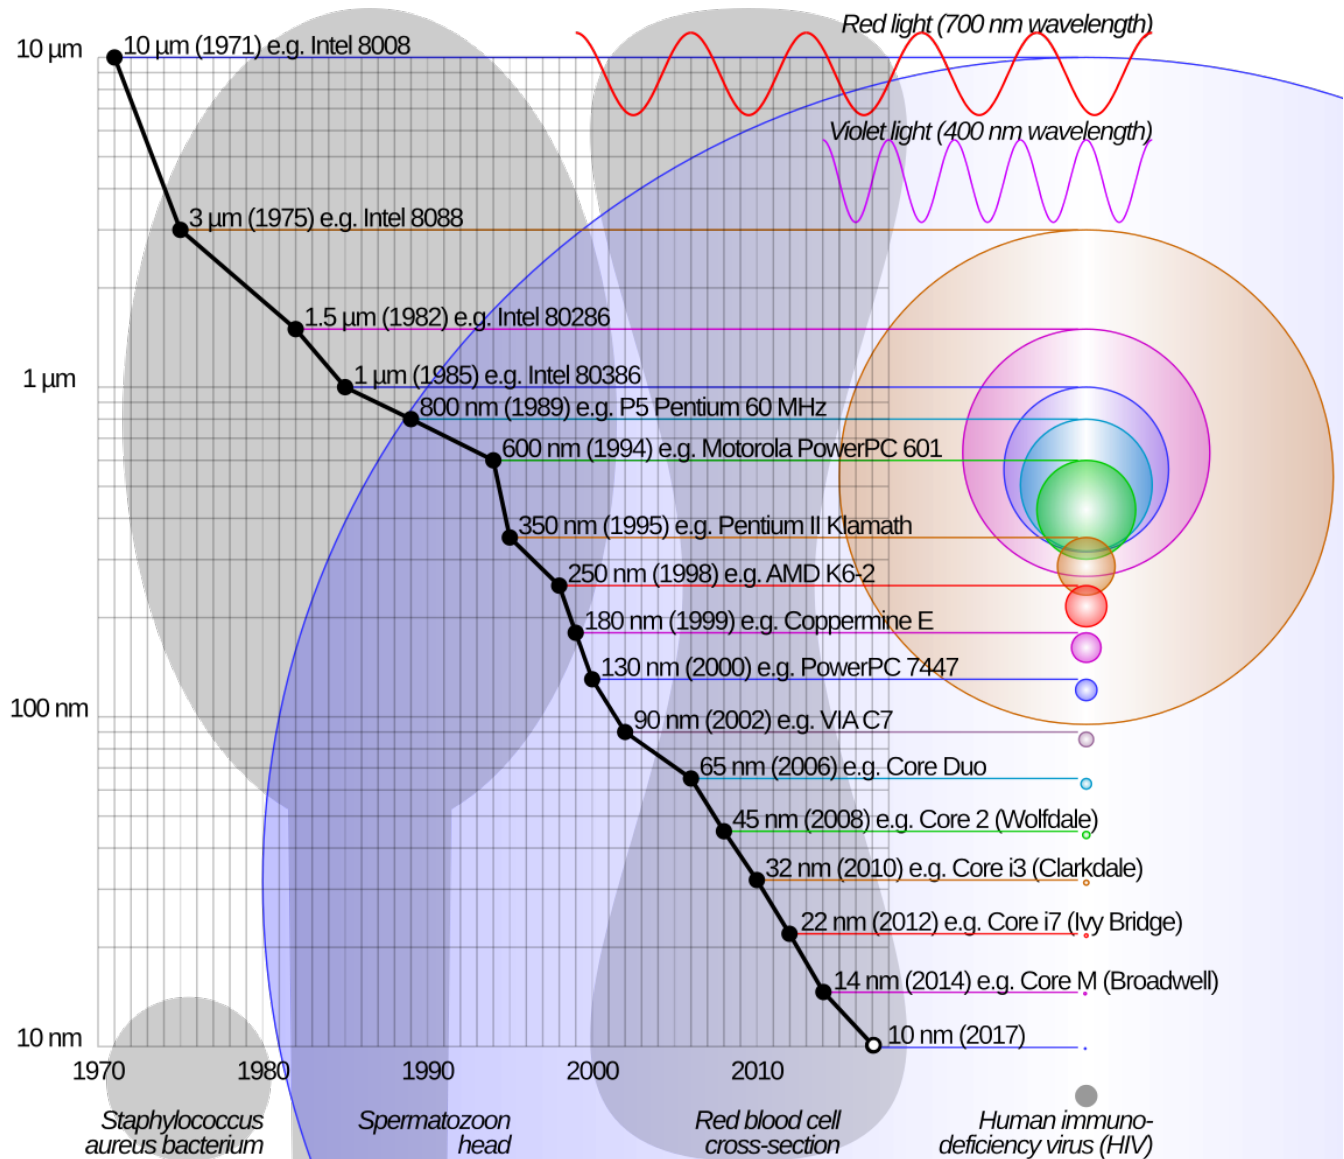 Red light (700 nm wavelength)
10 µm
10 µm (1971) e.g. Intel 8008
Violet light (400 nm wavelength)
3 µm (1975) e.g. Intel 8088
1.5 µm (1982) e.g. Intel 80286
1 µm
1 µm (1985) e.g. Intel 80386
800 nm (1989) e.g. P5 Pentium 60 MHz
600 nm (1994) e.g. Motorola PowerPC 601
350 nm (1995) e.g. Pentium II Klamath
250 nm (1998) e.g. AMD K6-2
180 nm (1999) e.g. Coppermine E
130 nm (2000) e.g. PowerPC 7447
100 nm
90 nm (2002) e.g. VIA C7
65 nm (2006) e.g. Core Duo
45 nm (2008) e.g. Core 2 (Wolfdale)
32 nm (2010) e.g. Core i3 (Clarkdale)
22 nm (2012) e.g. Core i7 (Ivy Bridge)
14 nm (2014) e.g. Core M (Broadwell)
10 nm
10 nm (2017)
1970 1980 1990 2000 2010
Staphylococcus
aureus bacterium
Spermatozoon
head
Red blood cell
cross-section
Human immuno-
deficiency virus (HIV)